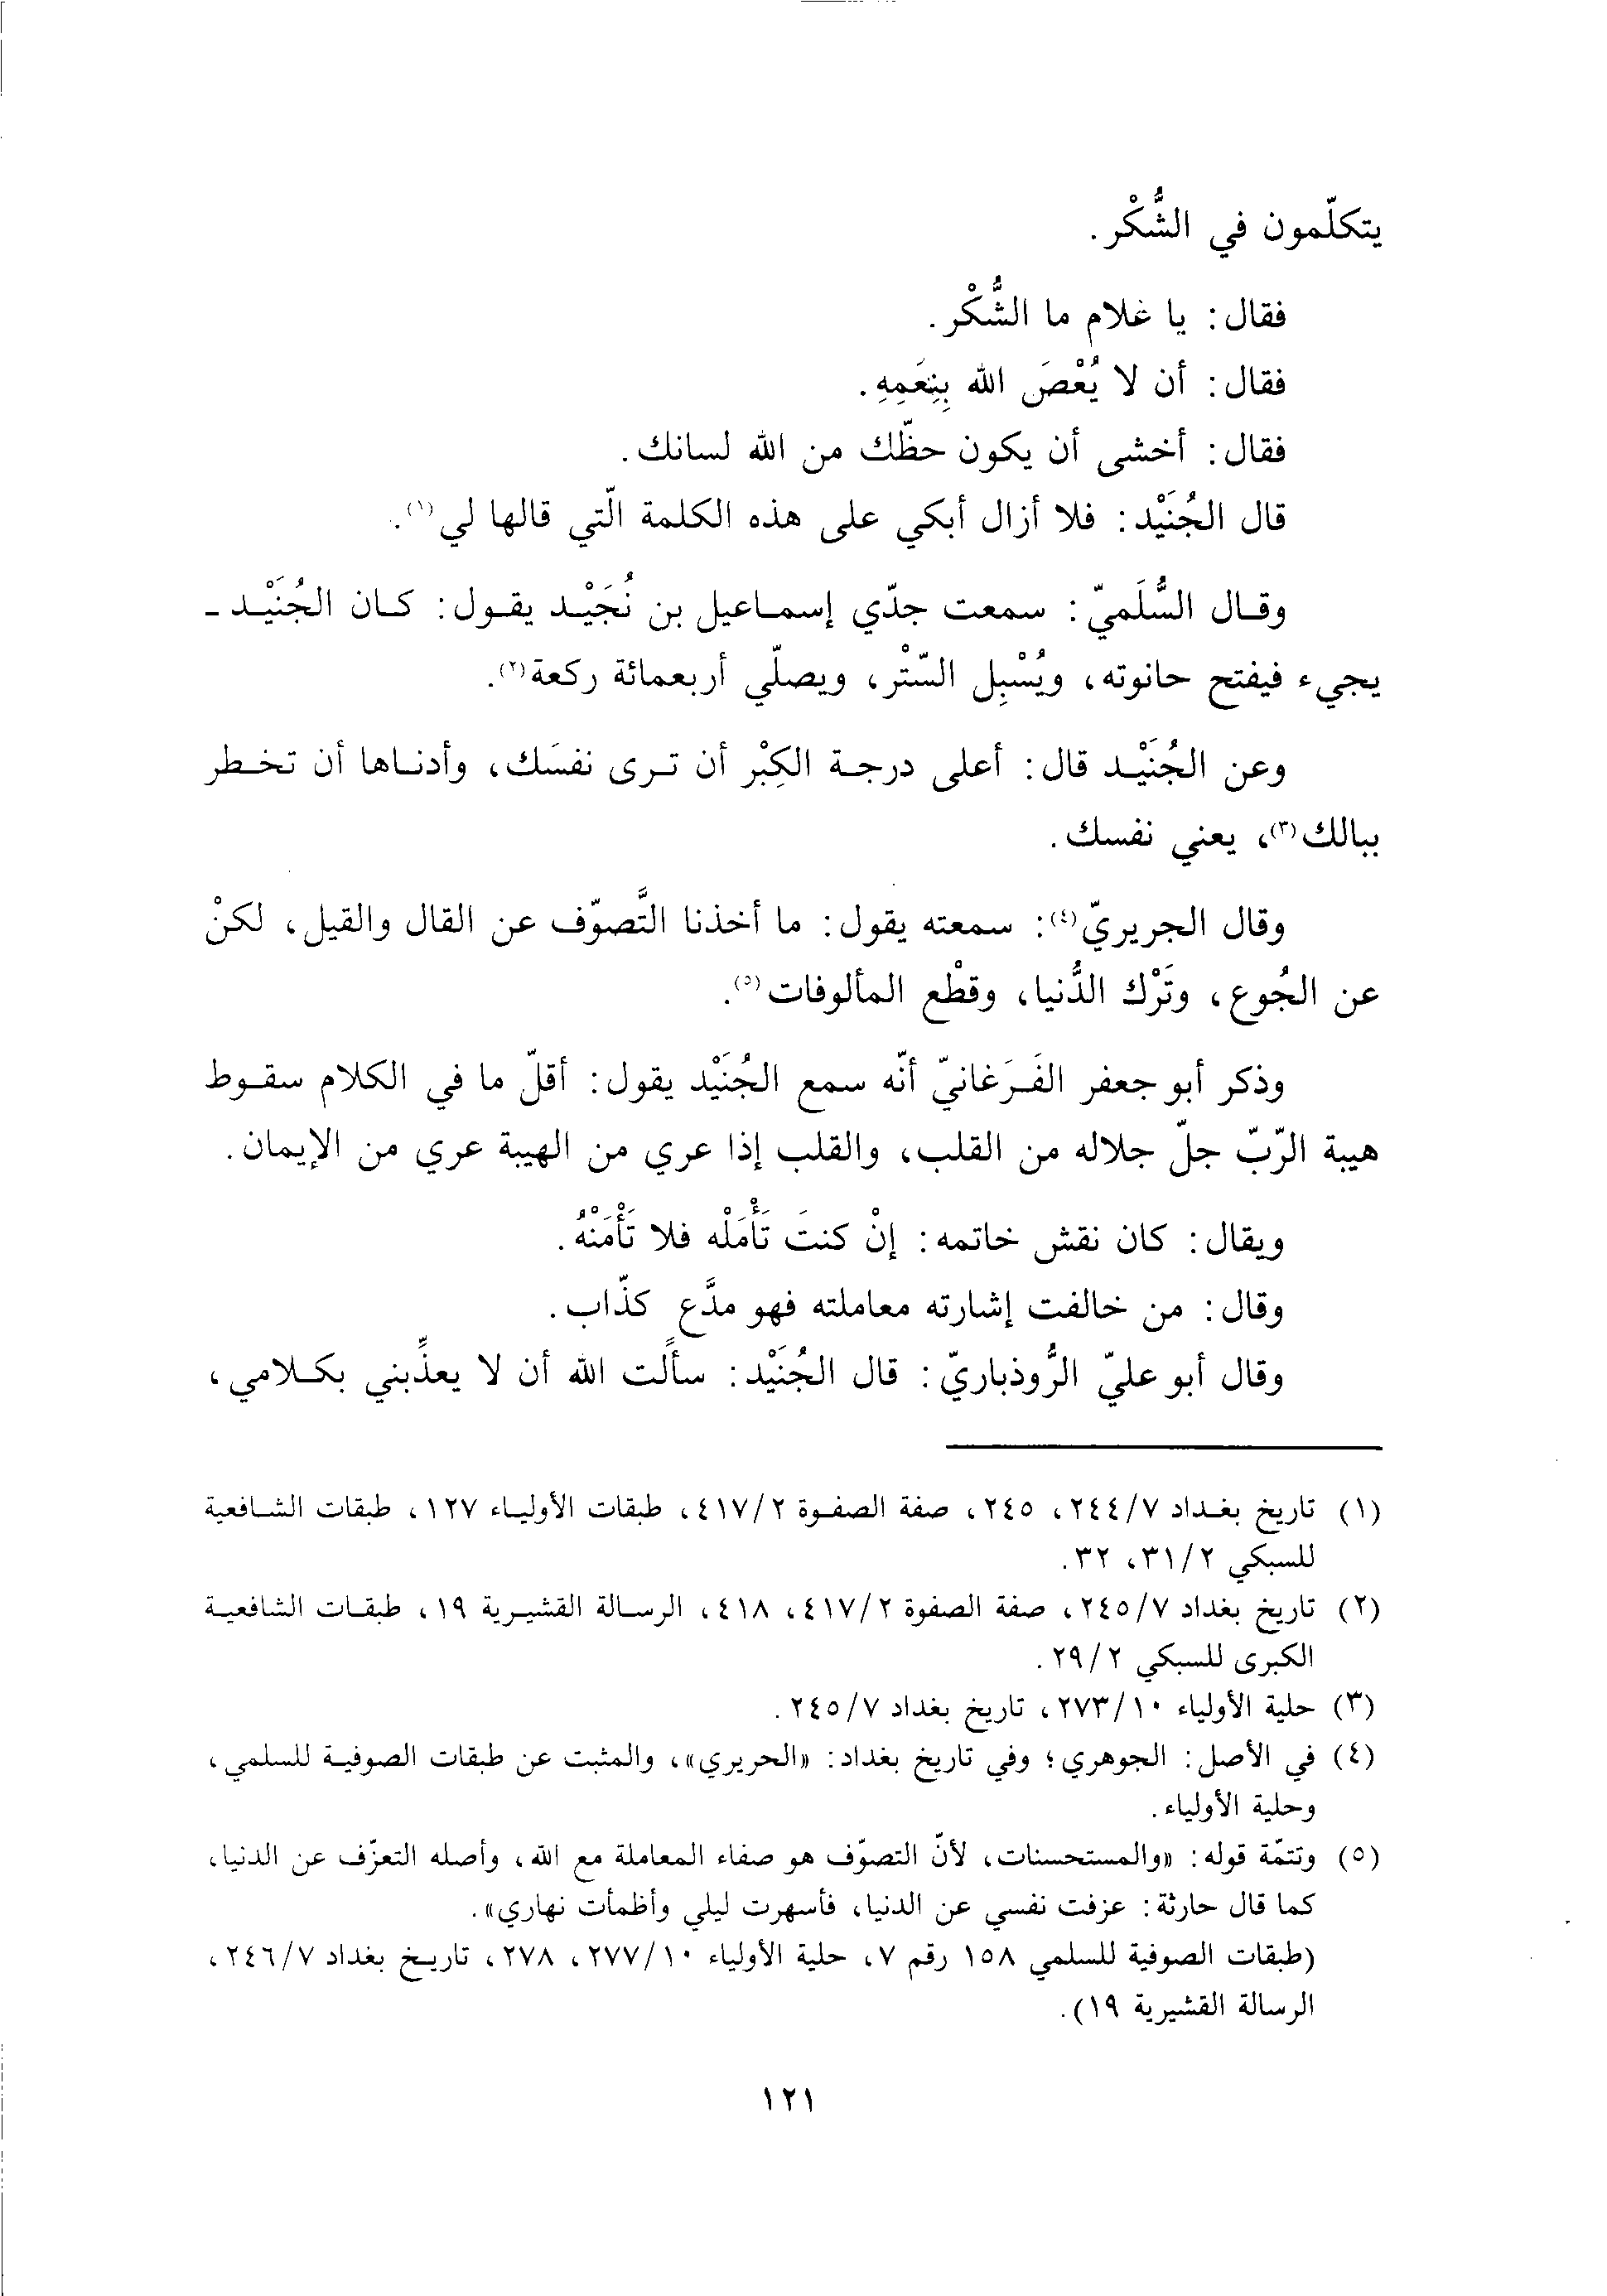 يتكلّمون في الشُّكْر.
فقال: يا غلام ما الشُّكْر.
فقال: أن لا يُعْصَ الله بِنِعَمِهِ.
فقال: أخشى أن يكون حظّك من الله لسانك.
قال الجُنَيْد: فلا أزال أبكي على هذه الكلمة الّتي قالها لي(١).
وقال السُّلَميّ: سمعت جدّي إسماعيل بن نُجَيْد يقول: كان الجُنَيْد ـ
يجيء فيفتح حانوته، ويُسْبِل السّتْر، ويصلّي أربعمائة ركعة(٢).
وعن الجُنَيْد قال: أعلى درجة الكِبْر أن ترى نفسَك، وأدناها أن تخطر
ببالك(٣)، يعني نفسك.
وقال الجريريّ(٤): سمعته يقول: ما أخذنا التَّصوّف عن القال والقيل، لكنْ
عن الجُوع، وتَرْك الدُّنيا، وقطْع المألوفات(٥).
وذكر أبو جعفر الفَرَغانيّ أنّه سمع الجُنَيْد يقول: أقلّ ما في الكلام سقوط
هيبة الرّبّ جلّ جلاله من القلب، والقلب إذا عري من الهيبة عري من الإيمان.
ويقال: كان نقش خاتمه: إنْ كنتَ تَأْمَلْه فلا تَأْمَنْهُ.
وقال: من خالفت إشارته معاملته فهو مدَّعٍ كذّاب.
وقال أبو عليّ الرُّوذباريّ: قال الجُنَيْد: سألت الله أن لا يعذِّبني بكلامي،
(١) تاريخ بغداد ٢٤٤/٧، ٢٤٥، صفة الصفوة ٤١٧/٢، طبقات الأولياء ١٢٧، طبقات الشافعية
للسبكي ٣١/٢، ٣٢.
(٢) تاريخ بغداد ٢٤٥/٧، صفة الصفوة ٤١٧/٢، ٤١٨، الرسالة القشيرية ١٩، طبقات الشافعية
الكبرى للسبكي ٢٩/٢.
(٣) حلية الأولياء ٢٧٣/١٠، تاريخ بغداد ٢٤٥/٧.
(٤) في الأصل: الجوهري؛ وفي تاريخ بغداد: «الحريري»، والمثبت عن طبقات الصوفية للسلمي،
وحلية الأولياء.
(٥) وتتمّة قوله: «والمستحسنات، لأنّ التصوّف هو صفاء المعاملة مع الله، وأصله التعزّف عن الدنيا،
كما قال حارثة: عزفت نفسي عن الدنيا، فأسهرت ليلي وأظمأت نهاري».
(طبقات الصوفية للسلمي ١٥٨ رقم ٧، حلية الأولياء ٢٧٧/١٠، ٢٧٨، تاريخ بغداد ٢٤٦/٧،
الرسالة القشيرية ١٩).
١٢١